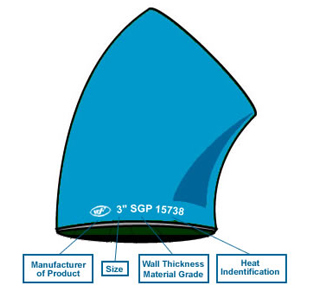 3" SGP 15738
Manufacturer
of Product
Size
Wall Thickness
Material Grade
Heat
Indentification